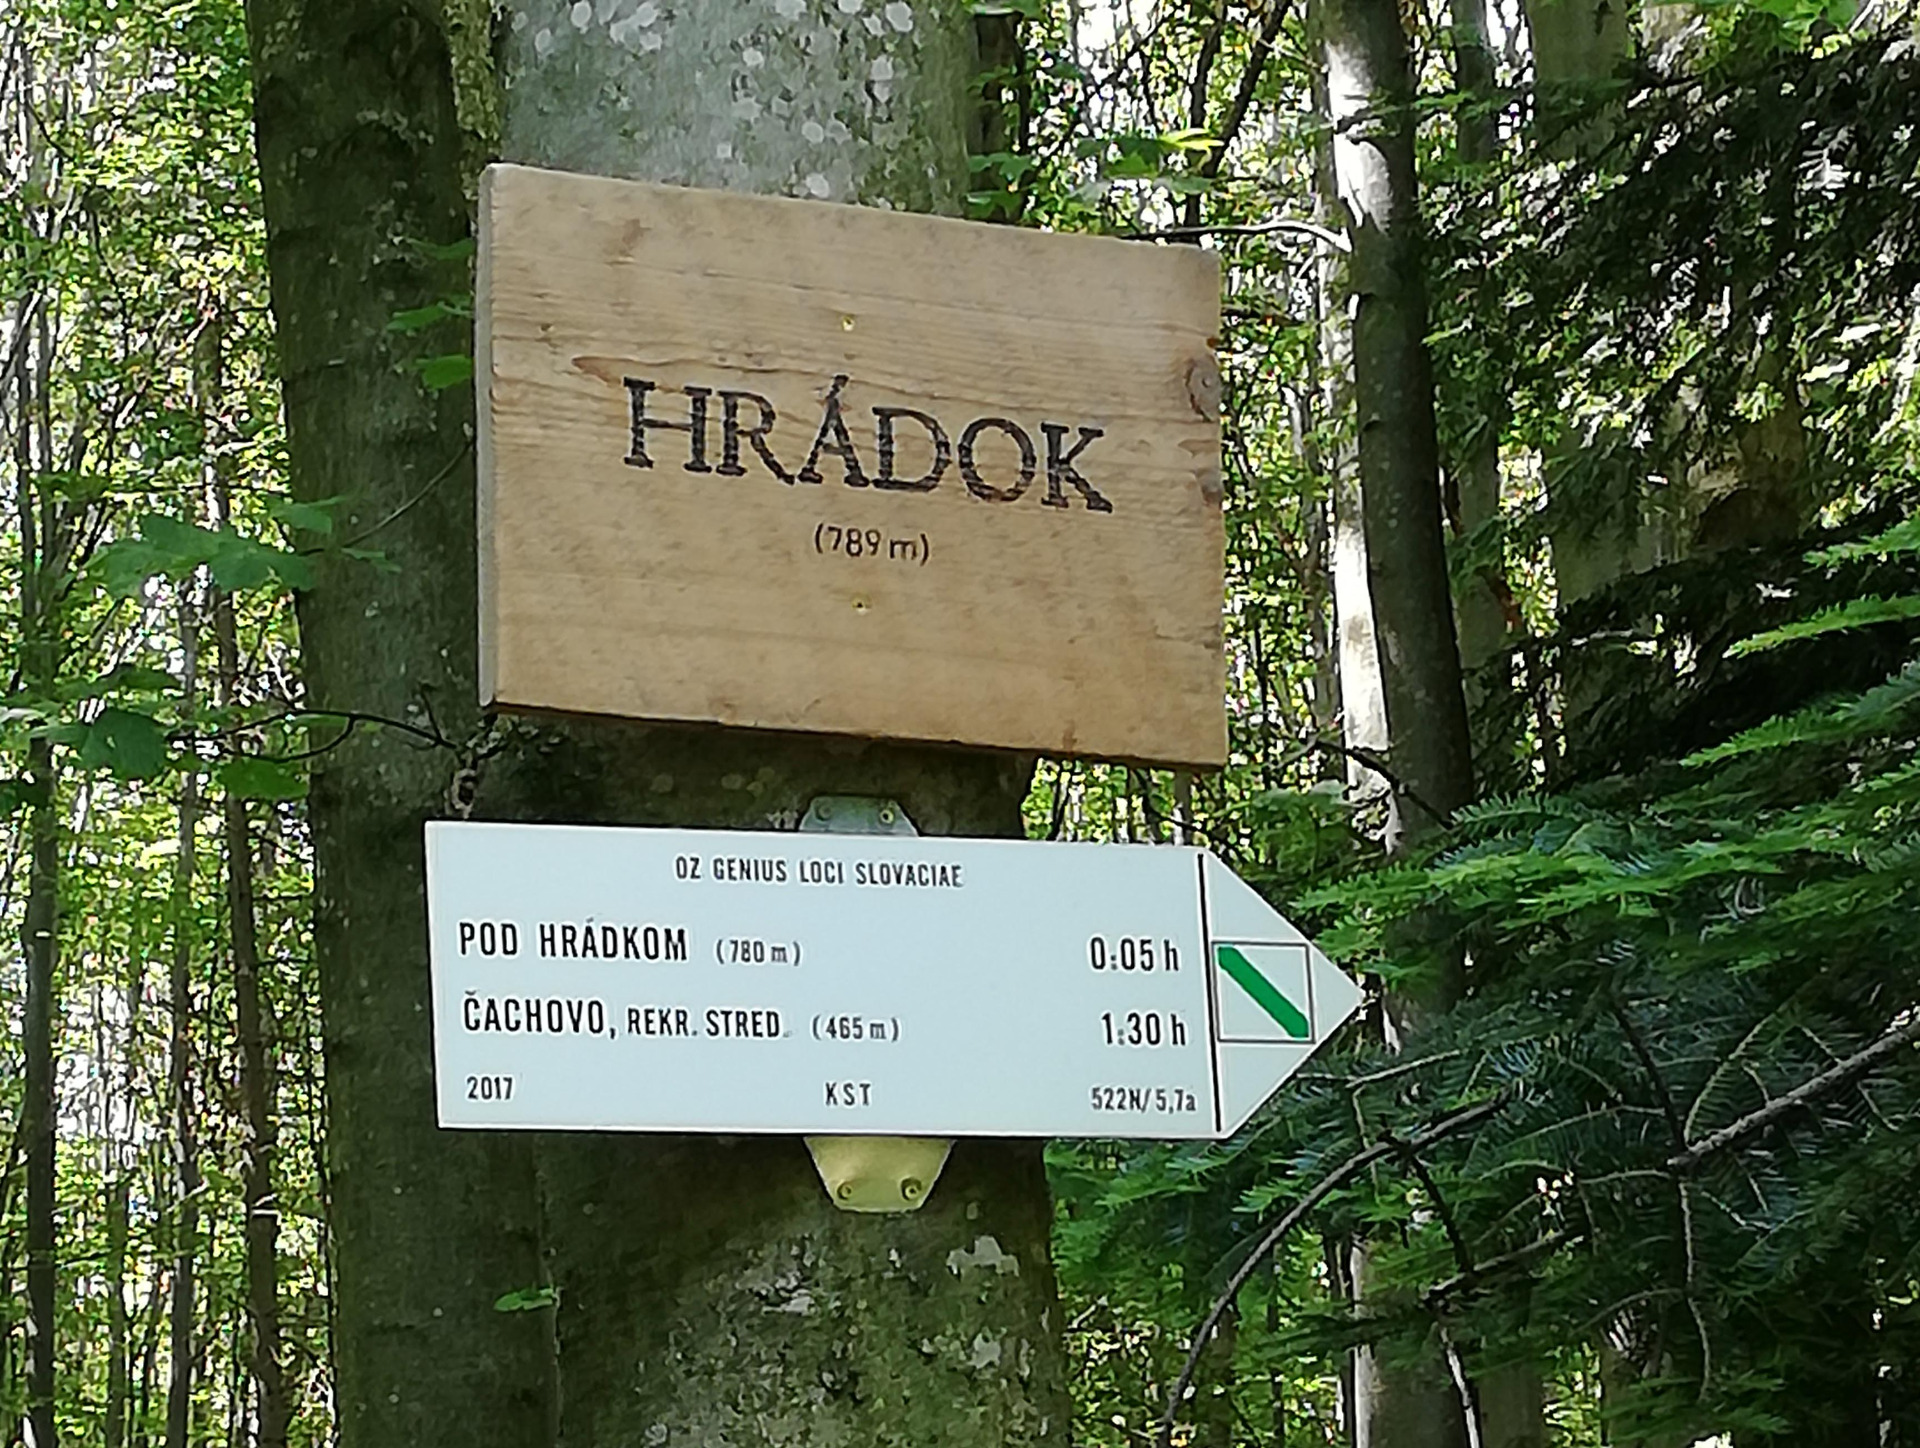 HRÁDOK
(789 m)
OZ GENIUS LOCI SLOVACIAE
POD HRÁDKOM (780 m) 0:05 h
ČACHOVO, REKR. STRED. (465 m) 1:30 h
2017 KST 522N/5,7a